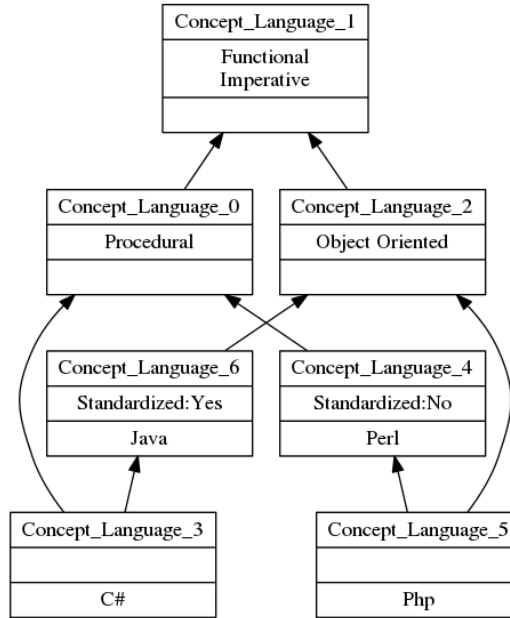 Concept_Language_1
Functional
Imperative
Concept_Language_0
Procedural
Concept_Language_2
Object Oriented
Concept_Language_6
Standardized:Yes
Java
Concept_Language_4
Standardized:No
Perl
Concept_Language_3
C#
Concept_Language_5
Php